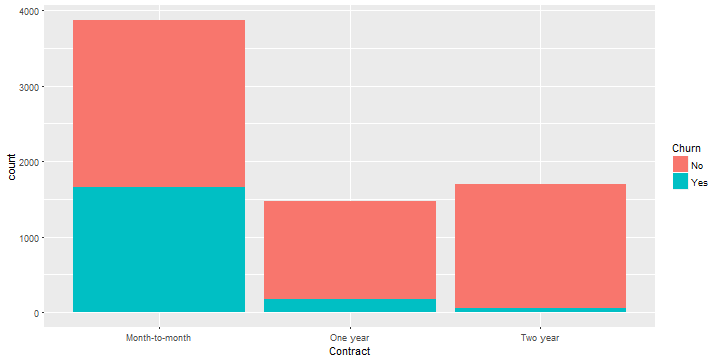 4000
3000
2000
1000
0
count
Month-to-month
One year
Two year
Contract
Churn
No
Yes